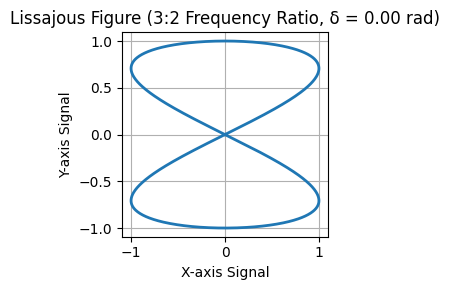 Lissajous Figure (3:2 Frequency Ratio, δ = 0.00 rad)
1.0
0.5
0.0
−0.5
−1.0
Y-axis Signal
−1
0
1
X-axis Signal